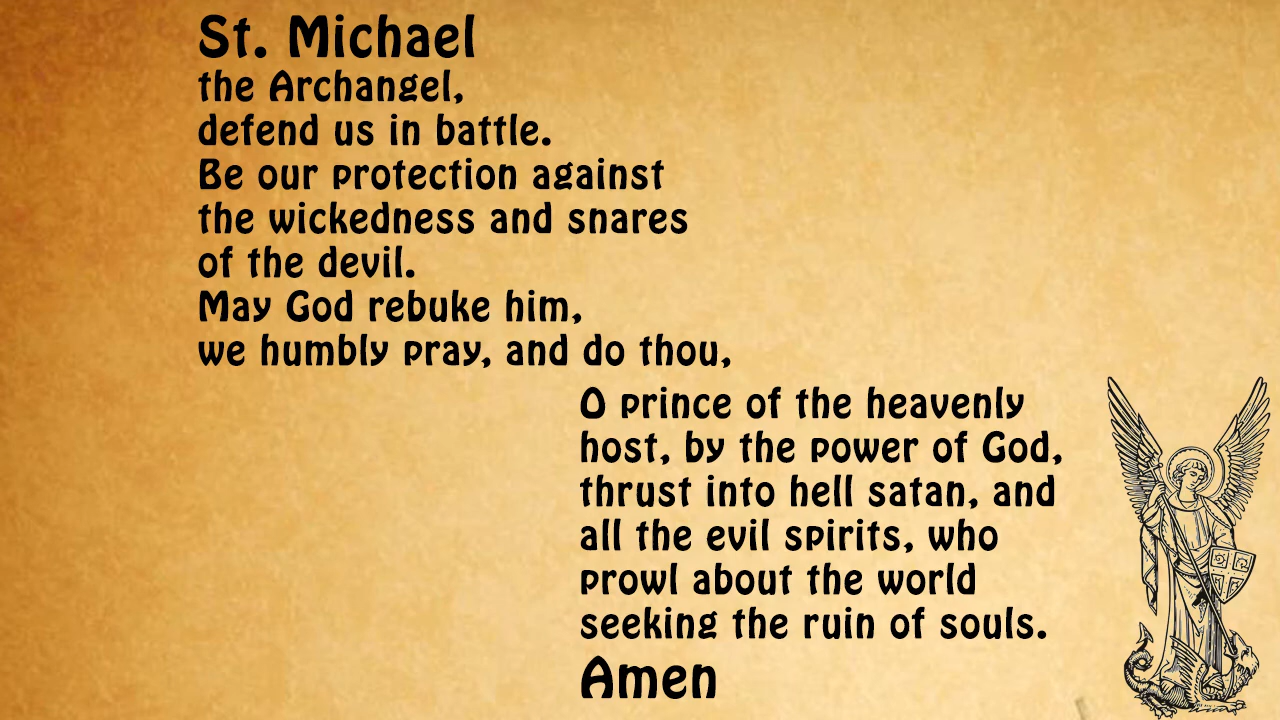 St. Michael
the Archangel,
defend us in battle.
Be our protection against
the wickedness and snares
of the devil.
May God rebuke him,
we humbly pray, and do thou,
O prince of the heavenly
host, by the power of God,
thrust into hell satan, and
all the evil spirits, who
prowl about the world
seeking the ruin of souls.
Amen